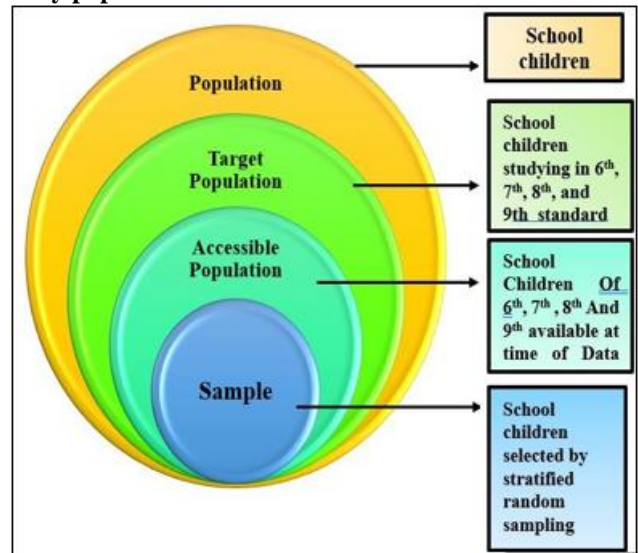 Population
Target
Population
Accessible
Population
Sample
School
children
School
children
studying in 6th,
7th, 8th, and
9th standard
School
Children Of
6th, 7th , 8th And
9th available at
time of Data
School
children
selected by
stratified
random
sampling